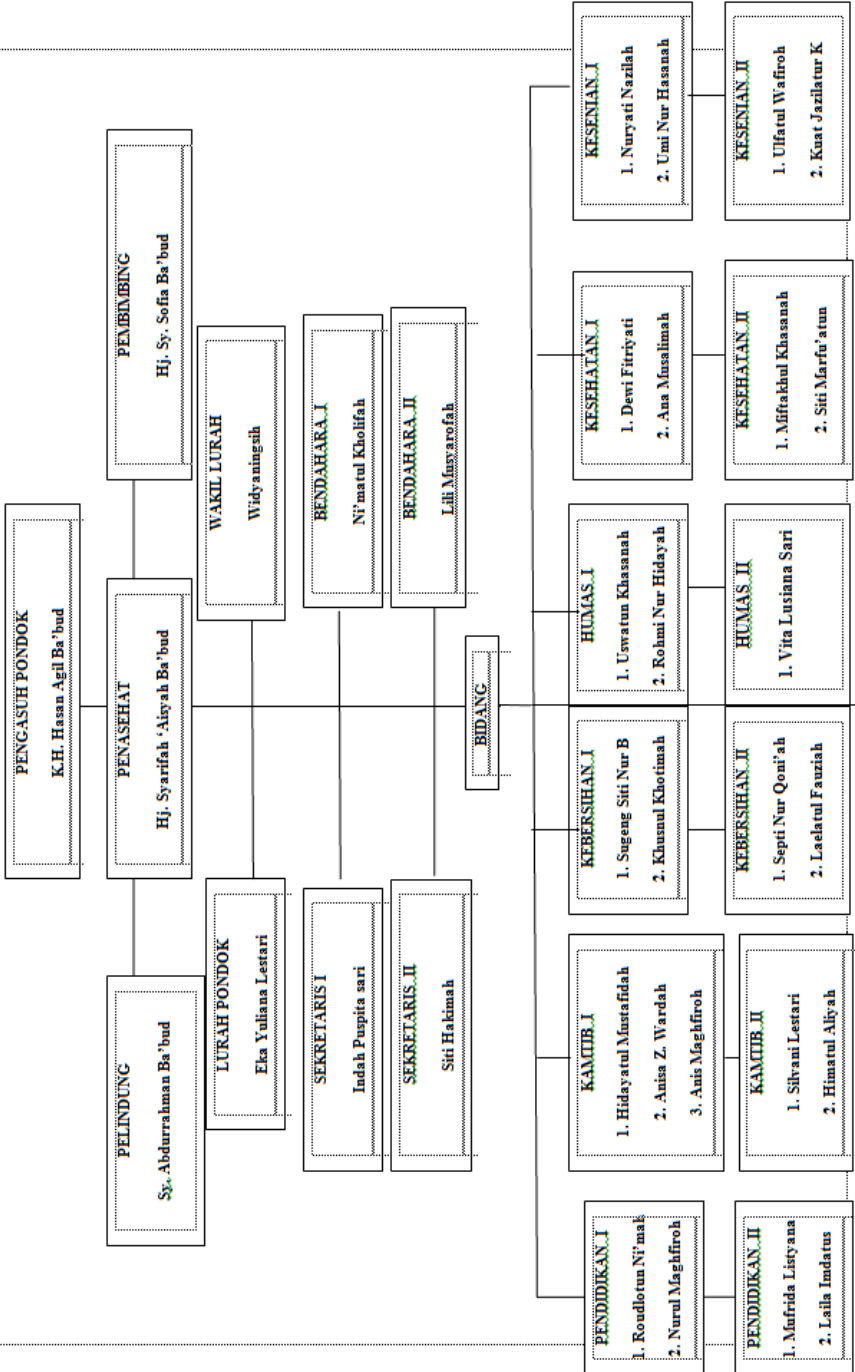 PENGASUH PONDOK
K.H. Hasan Agil Ba’bud
PELINDUNG
Sy. Abdurrahman Ba’bud
PENASEHAT
Hj. Syarifah ‘Aisyah Ba’bud
PEMBIMBING
Hj. Sy. Sofia Ba’bud
LURAH PONDOK
Eka Yuliana Lestari
WAKIL LURAH
Widyaningsih
SEKRETARIS I
Indah Puspita sari
BENDAHARA I
Ni’matul Kholifah
SEKRETARIS II
Siti Hakimah
BENDAHARA II
Lili Musyarofah
BIDANG
PENDIDIKAN I
1. Roudlotun Ni’mah
2. Nurul Maghfiroh
KAMTIB I
1. Hidayatul Mustafidah
2. Anisa Z. Wardah
3. Anis Maghfiroh
KEBERSIHAN I
1. Sugeng Siti Nur B
2. Khusnul Khotimah
HUMAS I
1. Uswatun Khasanah
2. Rohmi Nur Hidayah
KESEHATAN I
1. Dewi Fitriyati
2. Ana Musalimah
KESENIAN I
1. Nuryati Nazilah
2. Umi Nur Hasanah
PENDIDIKAN II
1. Mufrida Listyana
2. Laila Imdatus
KAMTIB II
1. Silvani Lestari
2. Himatul Aliyah
KEBERSIHAN II
1. Septi Nur Qoni’ah
2. Laelatul Fauziah
HUMAS II
1. Vita Lusiana Sari
KESEHATAN II
1. Miftakhul Khasanah
2. Siti Marfu’atun
KESENIAN II
1. Ulfatul Wafiroh
2. Kuat Jazilatur K